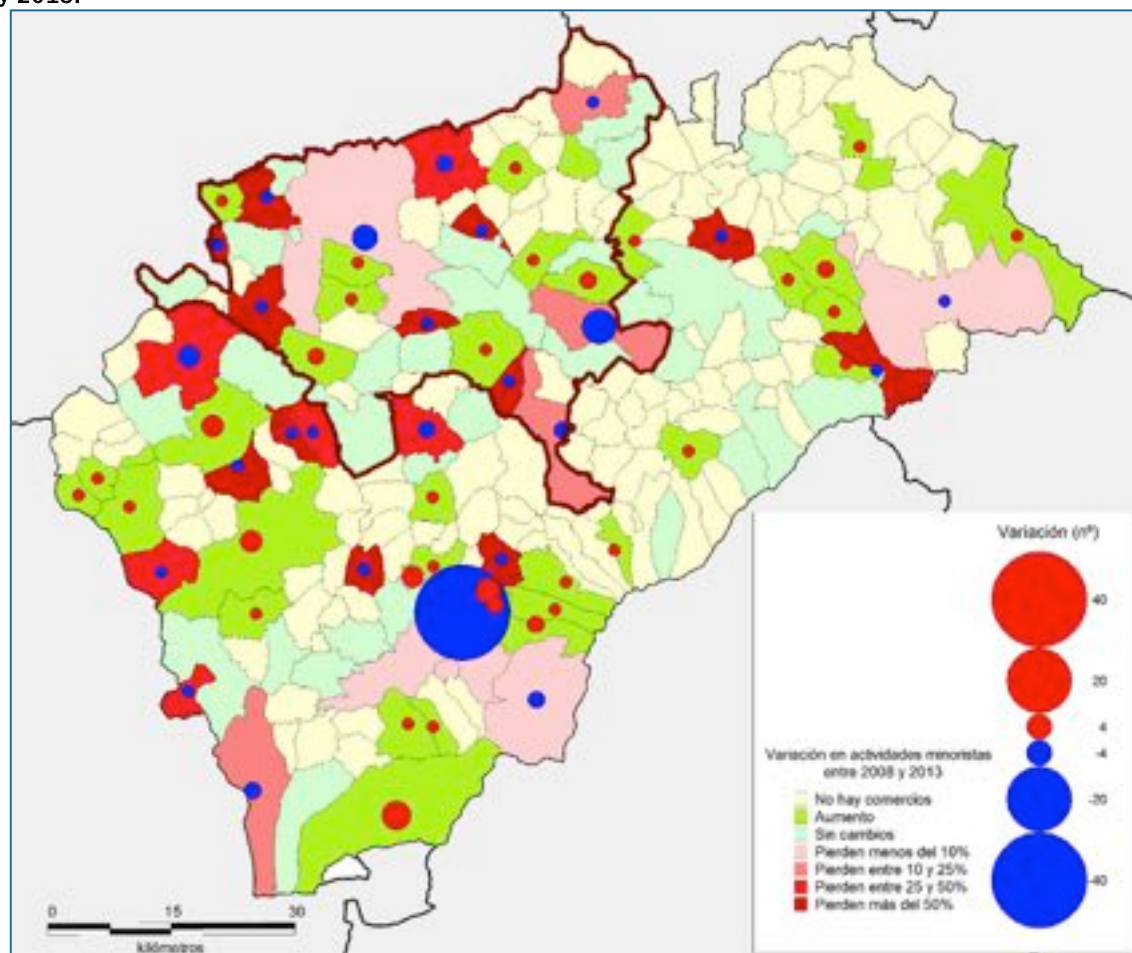 y 2013.
Variación (nº)
40
20
4
-4
-20
-40
Variación en actividades minoristas
entre 2008 y 2013
No hay comercios
Aumento
Sin cambios
Pierden menos del 10%
Pierden entre 10 y 25%
Pierden entre 25 y 50%
Pierden más del 50%
0 15 30
kilómetros